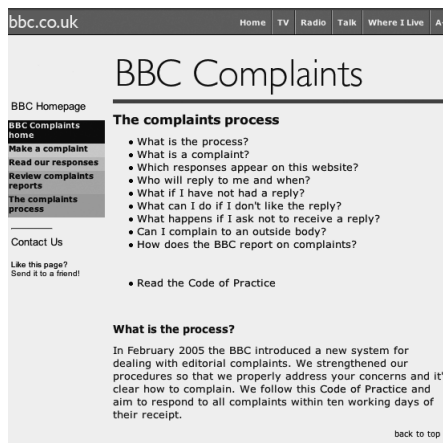 bbc.co.uk
Home TV Radio Talk Where I Live
BBC Complaints
BBC Homepage
BBC Complaints
home
Make a complaint
Read our responses
Review complaints
reports
The complaints
process
Contact Us
Like this page?
Send it to a friend!
The complaints process
• What is the process?
• What is a complaint?
• Which responses appear on this website?
• Who will reply to me and when?
• What if I have not had a reply?
• What can I do if I don't like the reply?
• What happens if I ask not to receive a reply?
• Can I complain to an outside body?
• How does the BBC report on complaints?
• Read the Code of Practice
What is the process?
In February 2005 the BBC introduced a new system for
dealing with editorial complaints. We strengthened our
procedures so that we properly address your concerns and it'
clear how to complain. We follow this Code of Practice and
aim to respond to all complaints within ten working days of
their receipt.
back to top